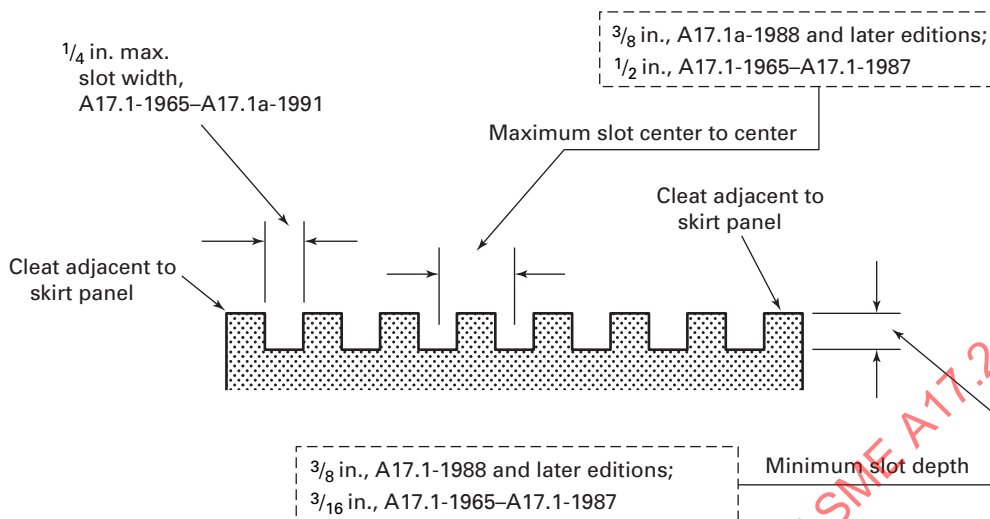 3/8 in., A17.1a-1988 and later editions;
1/2 in., A17.1-1965–A17.1-1987
1/4 in. max.
slot width,
A17.1-1965–A17.1a-1991
Maximum slot center to center
Cleat adjacent to
skirt panel
Cleat adjacent to
skirt panel
3/8 in., A17.1-1988 and later editions;
3/16 in., A17.1-1965–A17.1-1987
Minimum slot depth
SME A17.2